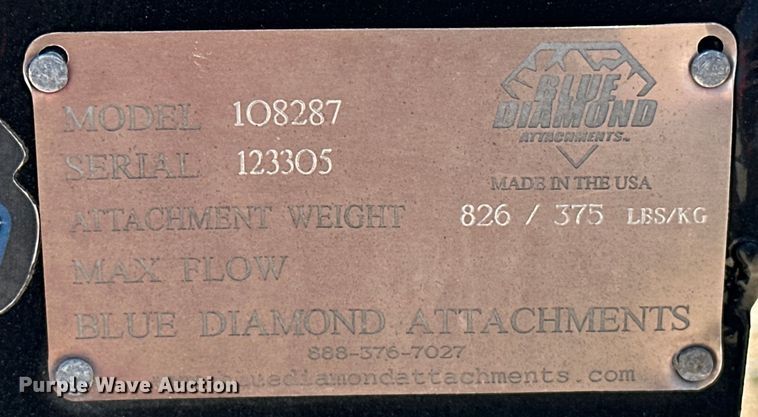 BLUE
DIAMOND
ATTACHMENTS
MADE IN THE USA
MODEL 108287
SERIAL 123305
ATTACHMENT WEIGHT 826 / 375 LBS/KG
MAX FLOW
BLUE DIAMOND ATTACHMENTS
888-376-7027
uediamondattachments.com
Purple Wave Auction